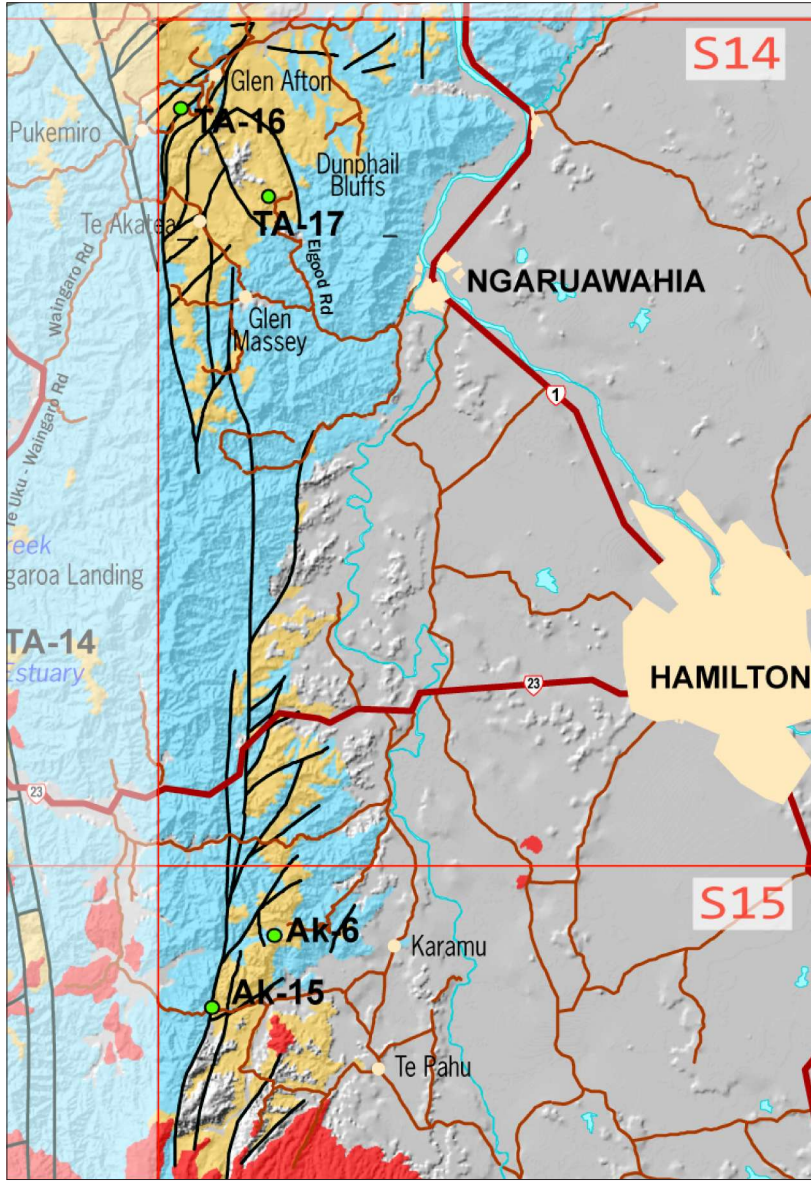 S14
Glen Afton
TA-16
Pukemiro
Dunphail
Bluffs
TA-17
Te Akatea
Elgood Rd
Waingaro Rd
NGARUAWAHIA
Glen
Massey
1
Te Uku - Waingaro Rd
reek
garoa Landing
TA-14
Estuary
HAMILTON
23
23
S15
Ak-6
Karamu
Ak-15
Te Pahu